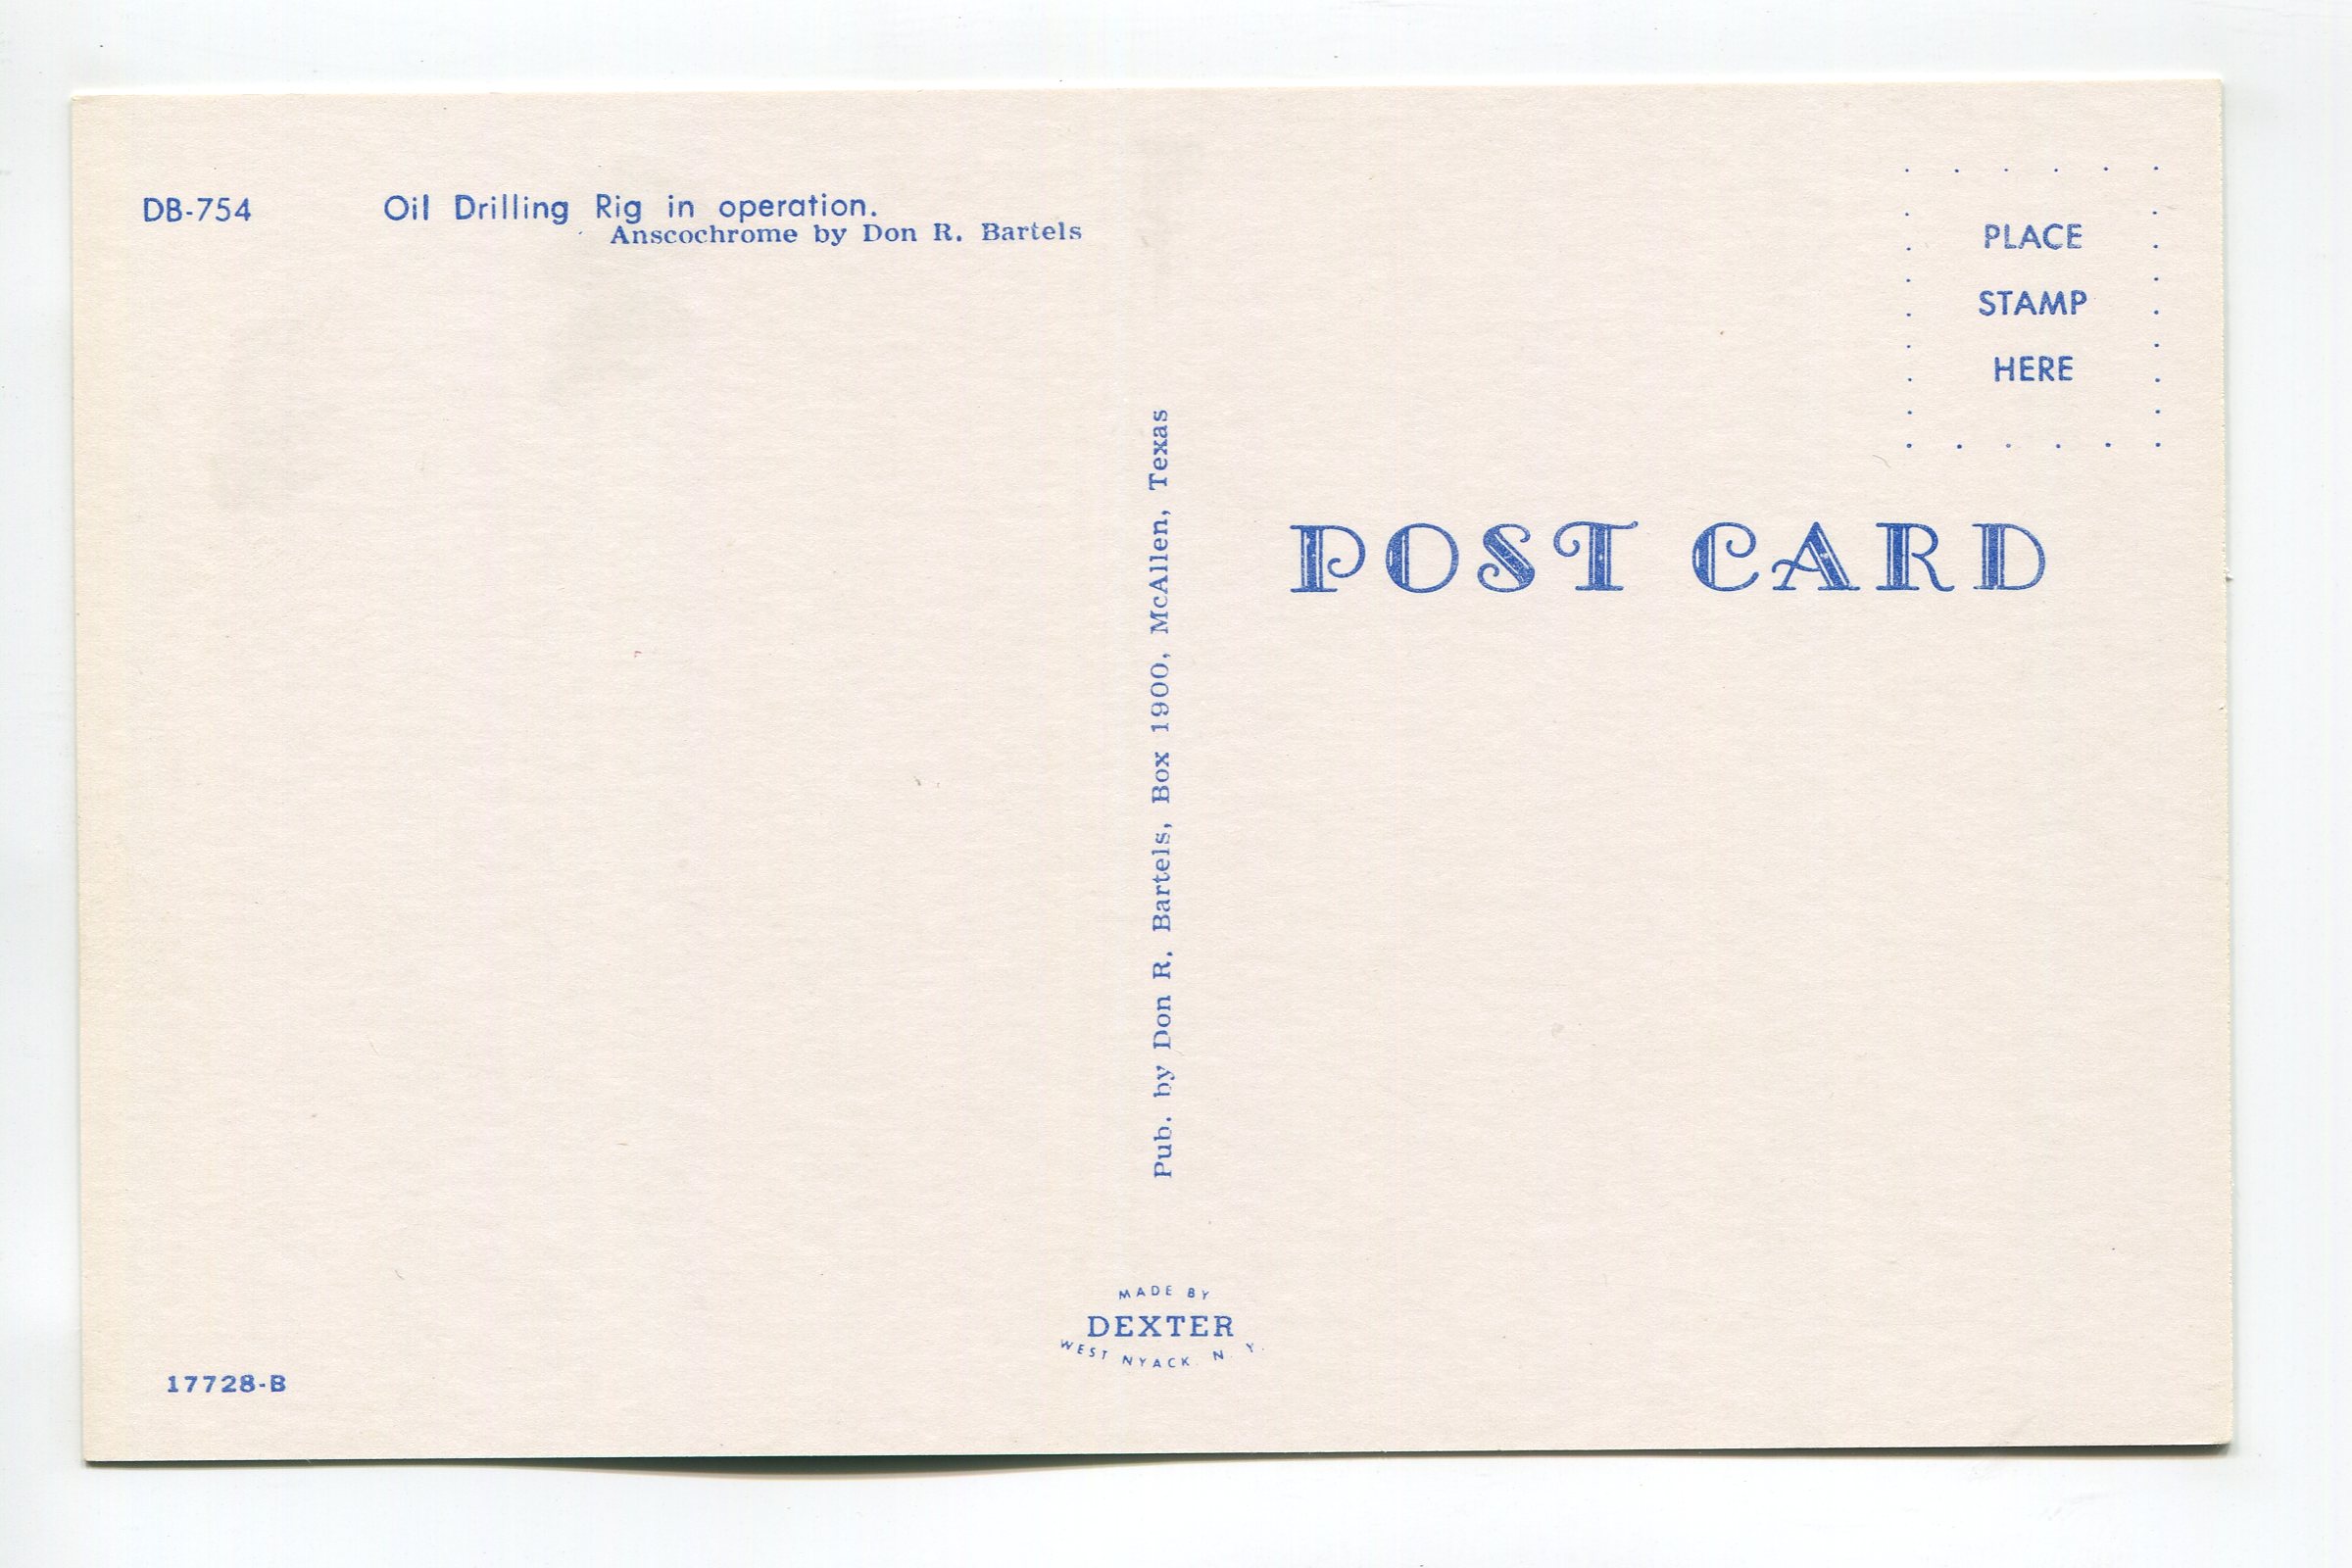 DB-754 Oil Drilling Rig in operation.
Anscochrome by Don R. Bartels
PLACE
STAMP
HERE
POST CARD
Pub. by Don R. Bartels, Box 1900, McAllen, Texas
MADE BY
DEXTER
WEST NYACK, N. Y.
17728-B